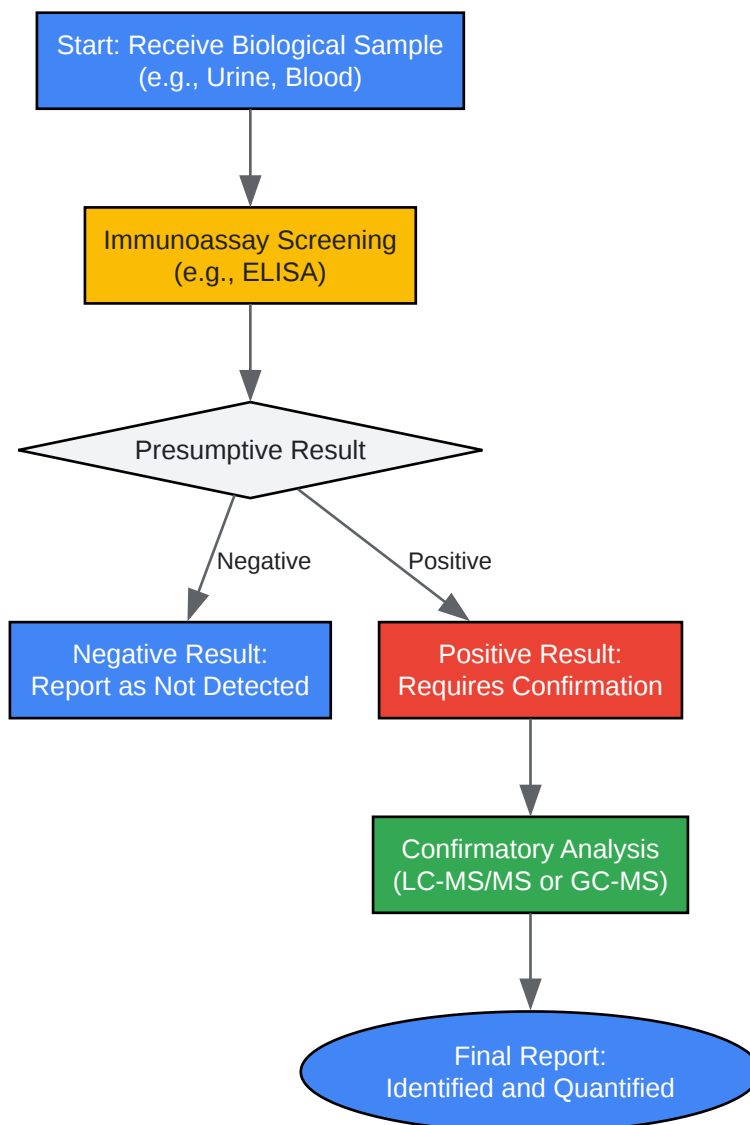 Start: Receive Biological Sample
(e.g., Urine, Blood)
Immunoassay Screening
(e.g., ELISA)
Presumptive Result
Negative
Positive
Negative Result:
Report as Not Detected
Positive Result:
Requires Confirmation
Confirmatory Analysis
(LC-MS/MS or GC-MS)
Final Report:
Identified and Quantified